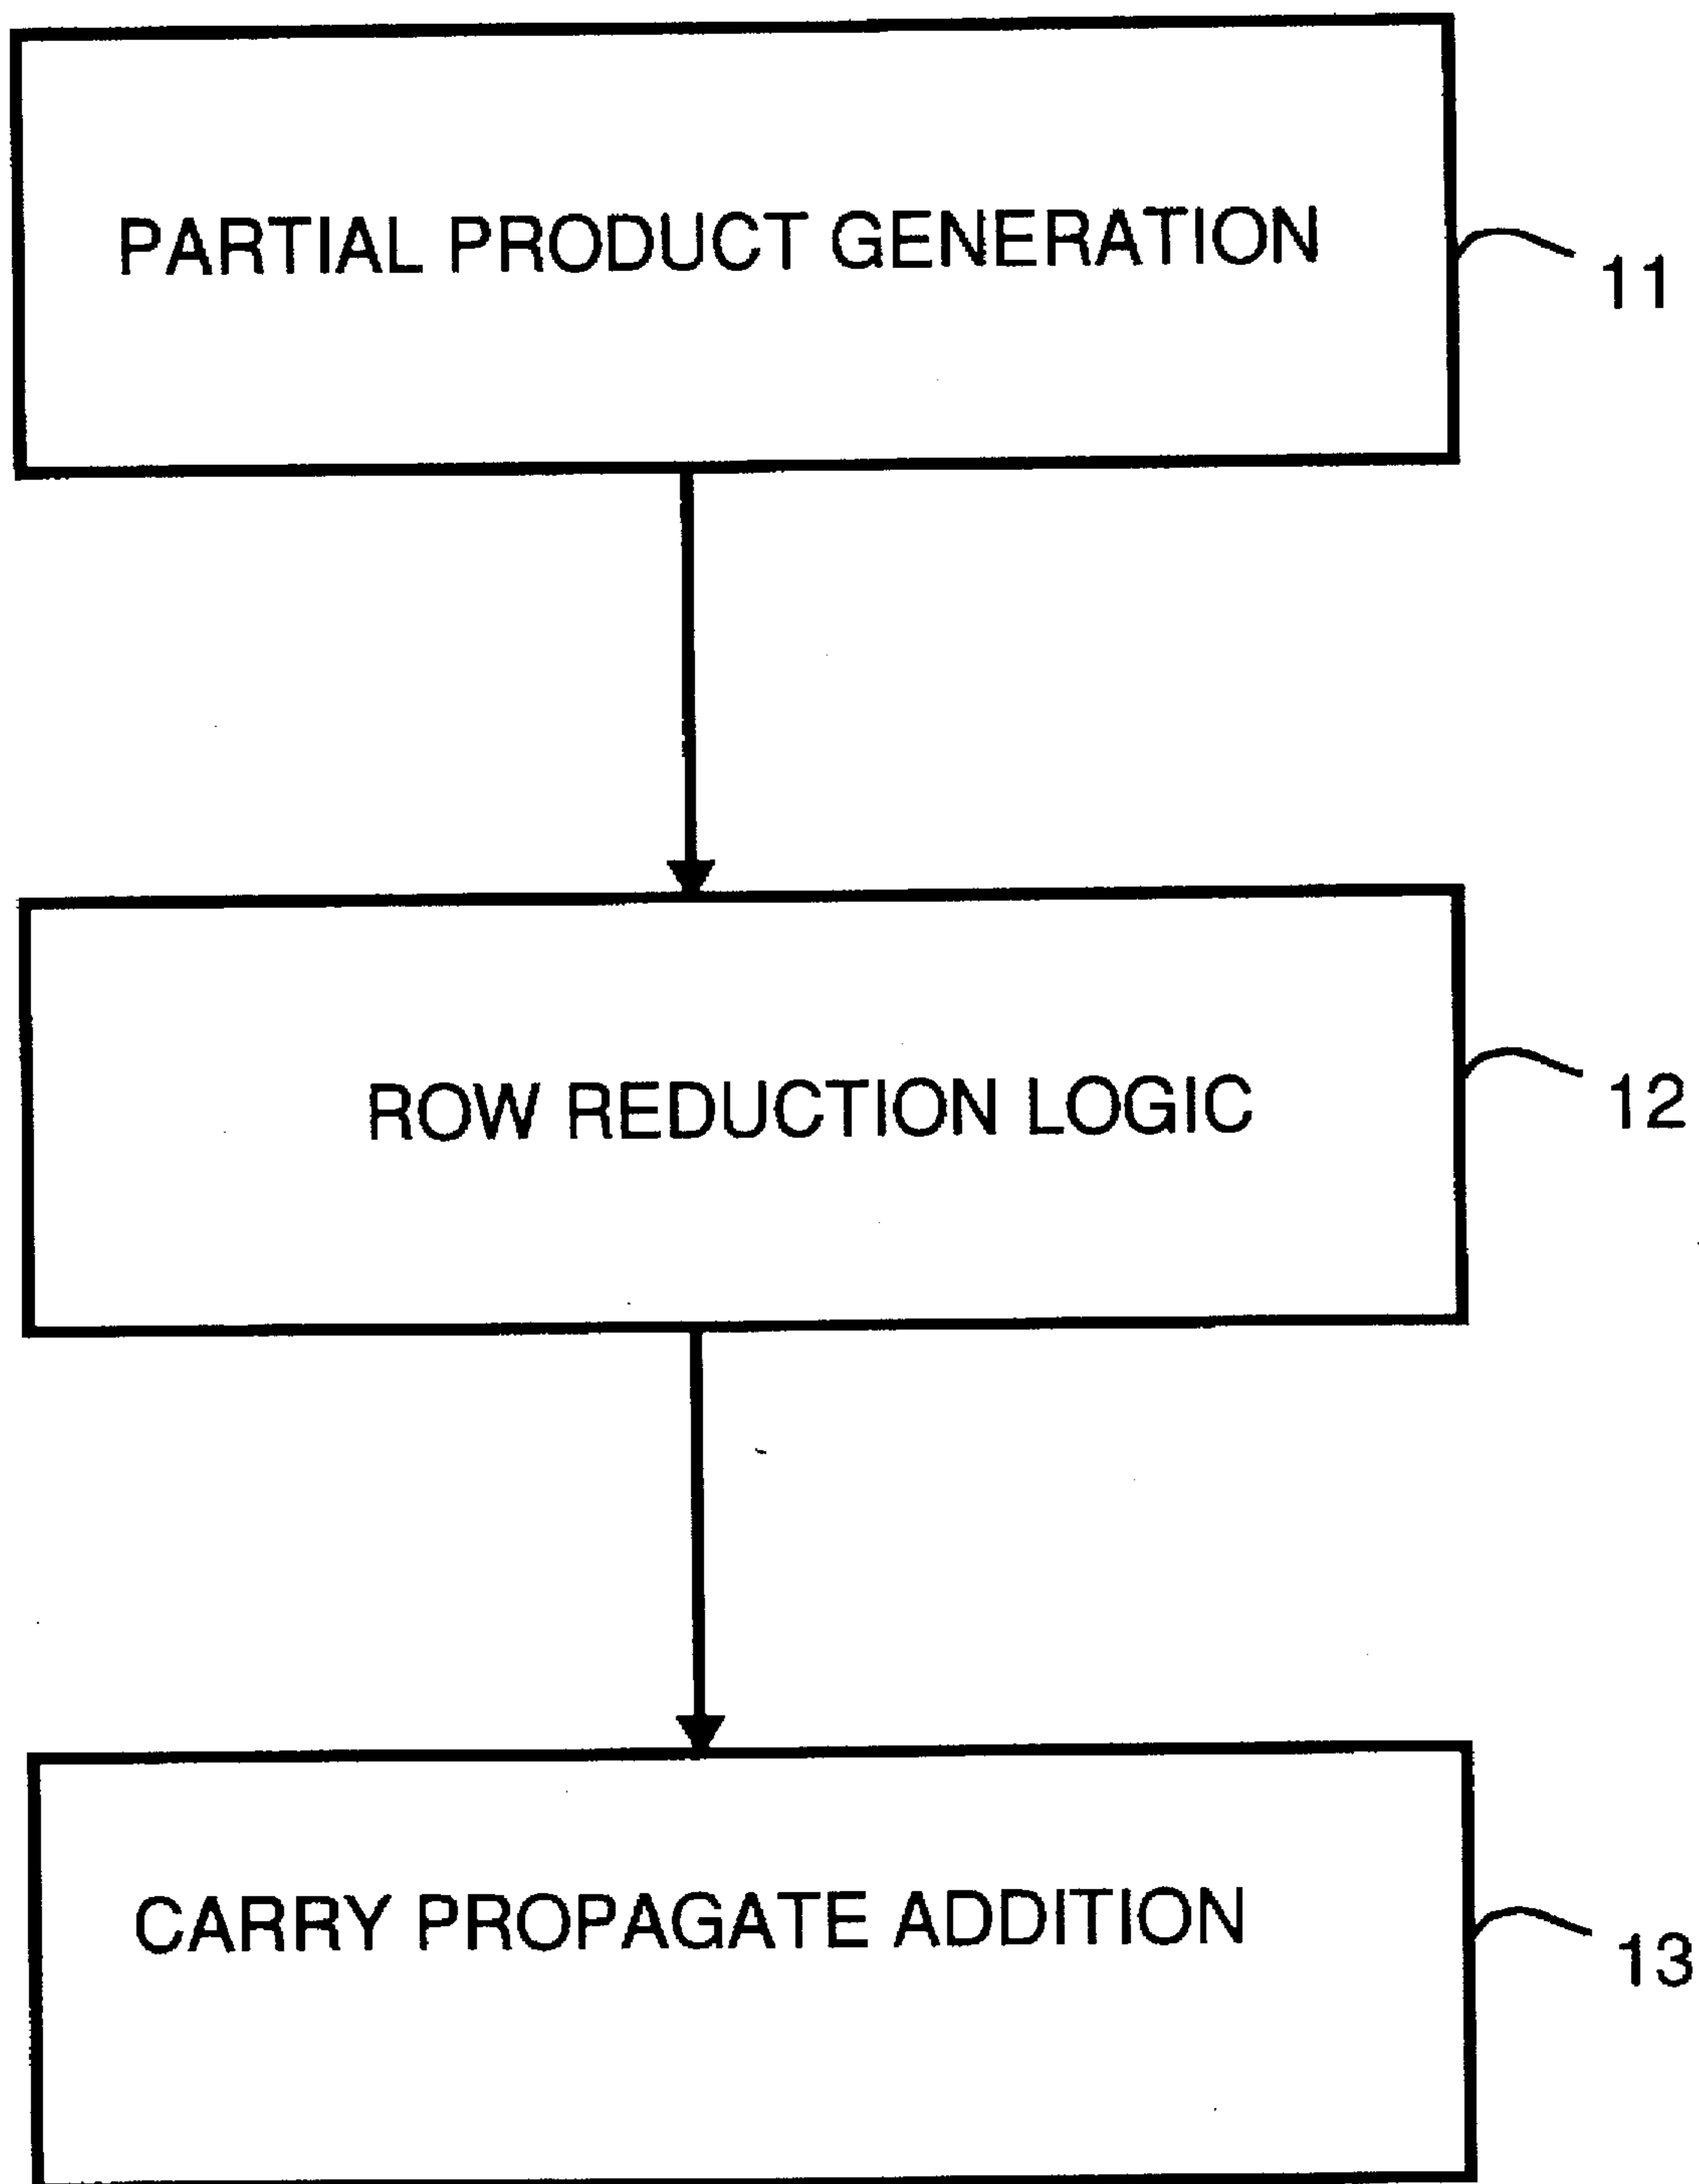 PARTIAL PRODUCT GENERATION
11
ROW REDUCTION LOGIC
12
CARRY PROPAGATE ADDITION
13